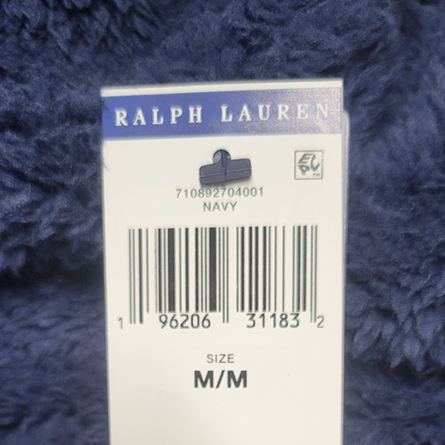 RALPH LAUREN
710892704001
NAVY
1 96206 31183 2
SIZE
M/M